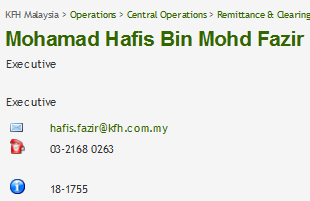 KFH Malaysia > Operations > Central Operations > Remittance & Clearing
Mohamad Hafis Bin Mohd Fazir
Executive
Executive
hafis.fazir@kfh.com.my
03-2168 0263
18-1755